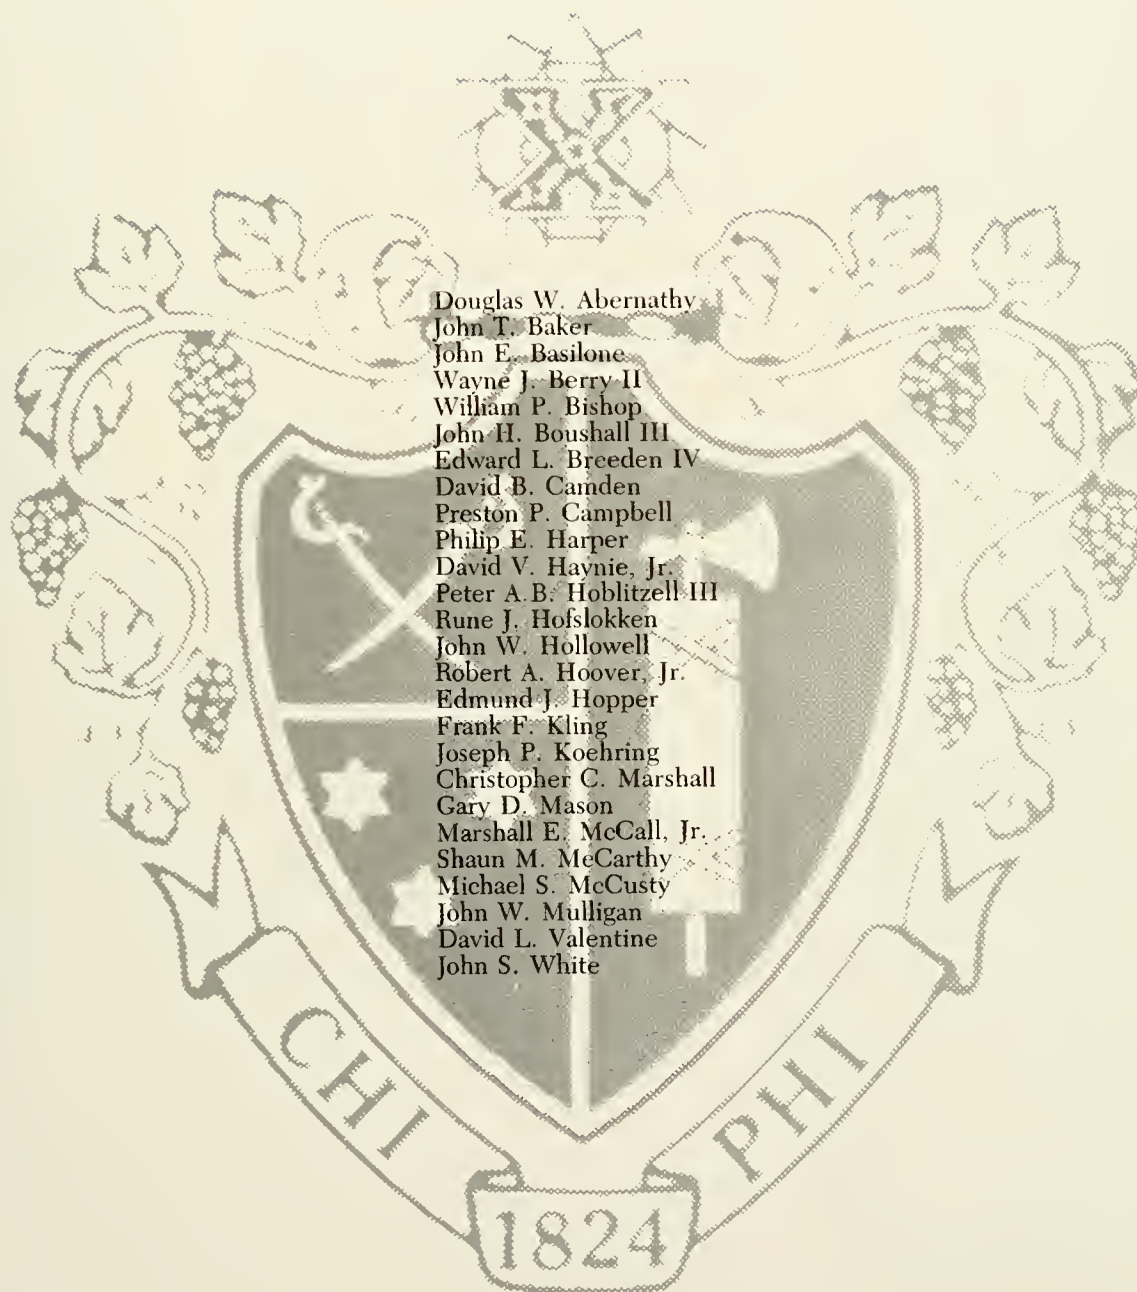 Douglas W. Abernathy
John T. Baker
John E. Basilone
Wayne J. Berry II
William P. Bishop
John H. Boushall III
Edward L. Breeden IV
David B. Camden
Preston P. Campbell
Philip E. Harper
David V. Haynie, Jr.
Peter A.B. Hoblitzell III
Rune J. Hofslokken
John W. Hollowell
Robert A. Hoover, Jr.
Edmund J. Hopper
Frank F. Kling
Joseph P. Koehring
Christopher C. Marshall
Gary D. Mason
Marshall E. McCall, Jr.
Shaun M. McCarthy
Michael S. McCusty
John W. Mulligan
David L. Valentine
John S. White
CHI PHI
1824